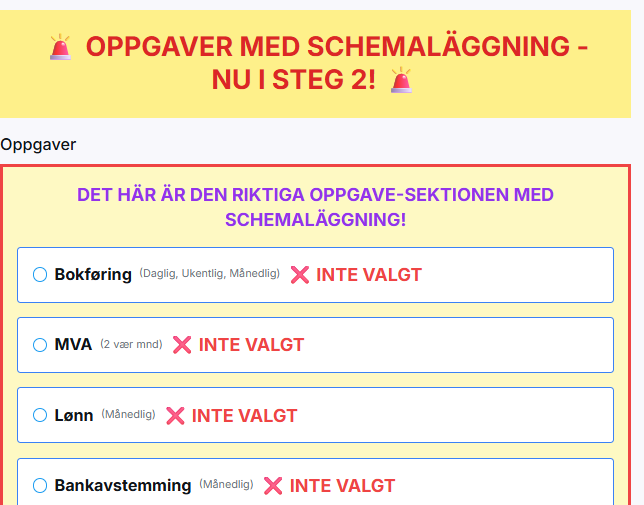 🚨 OPPGAVER MED SCHEMALÄGGNING -
NU I STEG 2! 🚨
Oppgaver
DET HÄR ÄR DEN RIKTIGA OPPGAVE-SEKTIONEN MED
SCHEMALÄGGNING!
Bokføring (Daglig, Ukentlig, Månedlig) ❌ INTE VALGT
MVA (2 vær mnd) ❌ INTE VALGT
Lønn (Månedlig) ❌ INTE VALGT
Bankavstemming (Månedlig) ❌ INTE VALGT